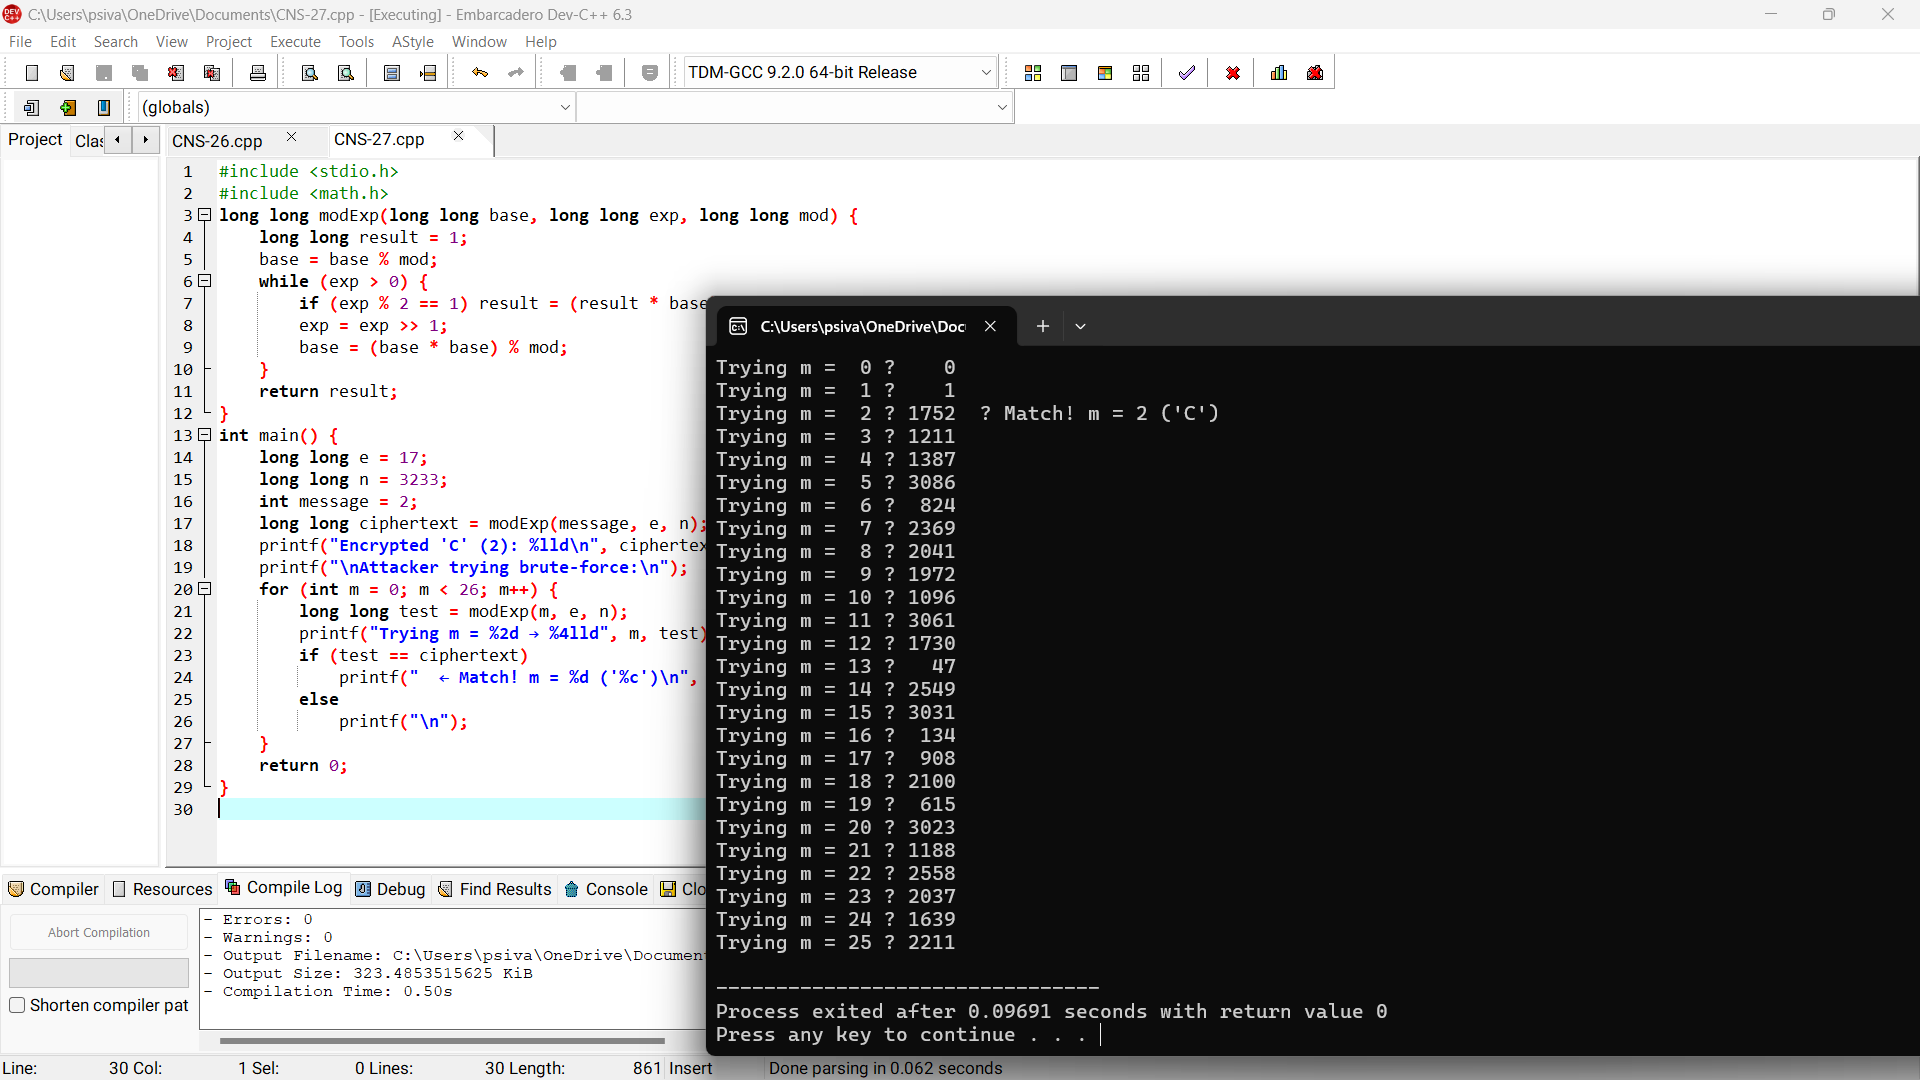 C:\Users\psiva\OneDrive\Documents\CNS-27.cpp - [Executing] - Embarcadero Dev-C++ 6.3
File Edit Search View Project Execute Tools AStyle Window Help
TDM-GCC 9.2.0 64-bit Release
(globals)
Project Clas CNS-26.cpp CNS-27.cpp
1 #include <stdio.h>
2 #include <math.h>
3 long long modExp(long long base, long long exp, long long mod) {
4 long long result = 1;
5 base = base % mod;
6 while (exp > 0) {
7 if (exp % 2 == 1) result = (result * base
8 exp = exp >> 1;
9 base = (base * base) % mod;
10 }
11 return result;
12 }
13 int main() {
14 long long e = 17;
15 long long n = 3233;
16 int message = 2;
17 long long ciphertext = modExp(message, e, n);
18 printf("Encrypted 'C' (2): %lld\n", ciphertex
19 printf("\nAttacker trying brute-force:\n");
20 for (int m = 0; m < 26; m++) {
21 long long test = modExp(m, e, n);
22 printf("Trying m = %2d → %4lld", m, test)
23 if (test == ciphertext)
24 printf("  ← Match! m = %d ('%c')\n",
25 else
26 printf("\n");
27 }
28 return 0;
29 }
30
C:\Users\psiva\OneDrive\Doc
Trying m =  0 ?    0
Trying m =  1 ?    1
Trying m =  2 ? 1752  ? Match! m = 2 ('C')
Trying m =  3 ? 1211
Trying m =  4 ? 1387
Trying m =  5 ? 3086
Trying m =  6 ?  824
Trying m =  7 ? 2369
Trying m =  8 ? 2041
Trying m =  9 ? 1972
Trying m = 10 ? 1096
Trying m = 11 ? 3061
Trying m = 12 ? 1730
Trying m = 13 ?   47
Trying m = 14 ? 2549
Trying m = 15 ? 3031
Trying m = 16 ?  134
Trying m = 17 ?  908
Trying m = 18 ? 2100
Trying m = 19 ?  615
Trying m = 20 ? 3023
Trying m = 21 ? 1188
Trying m = 22 ? 2558
Trying m = 23 ? 2037
Trying m = 24 ? 1639
Trying m = 25 ? 2211
--------------------------------
Process exited after 0.09691 seconds with return value 0
Press any key to continue . . .
Compiler Resources Compile Log Debug Find Results Console Clo
Abort Compilation
Shorten compiler pat
- Errors: 0
- Warnings: 0
- Output Filename: C:\Users\psiva\OneDrive\Documen
- Output Size: 323.4853515625 KiB
- Compilation Time: 0.50s
Line: 30 Col: 1 Sel: 0 Lines: 30 Length: 861 Insert Done parsing in 0.062 seconds